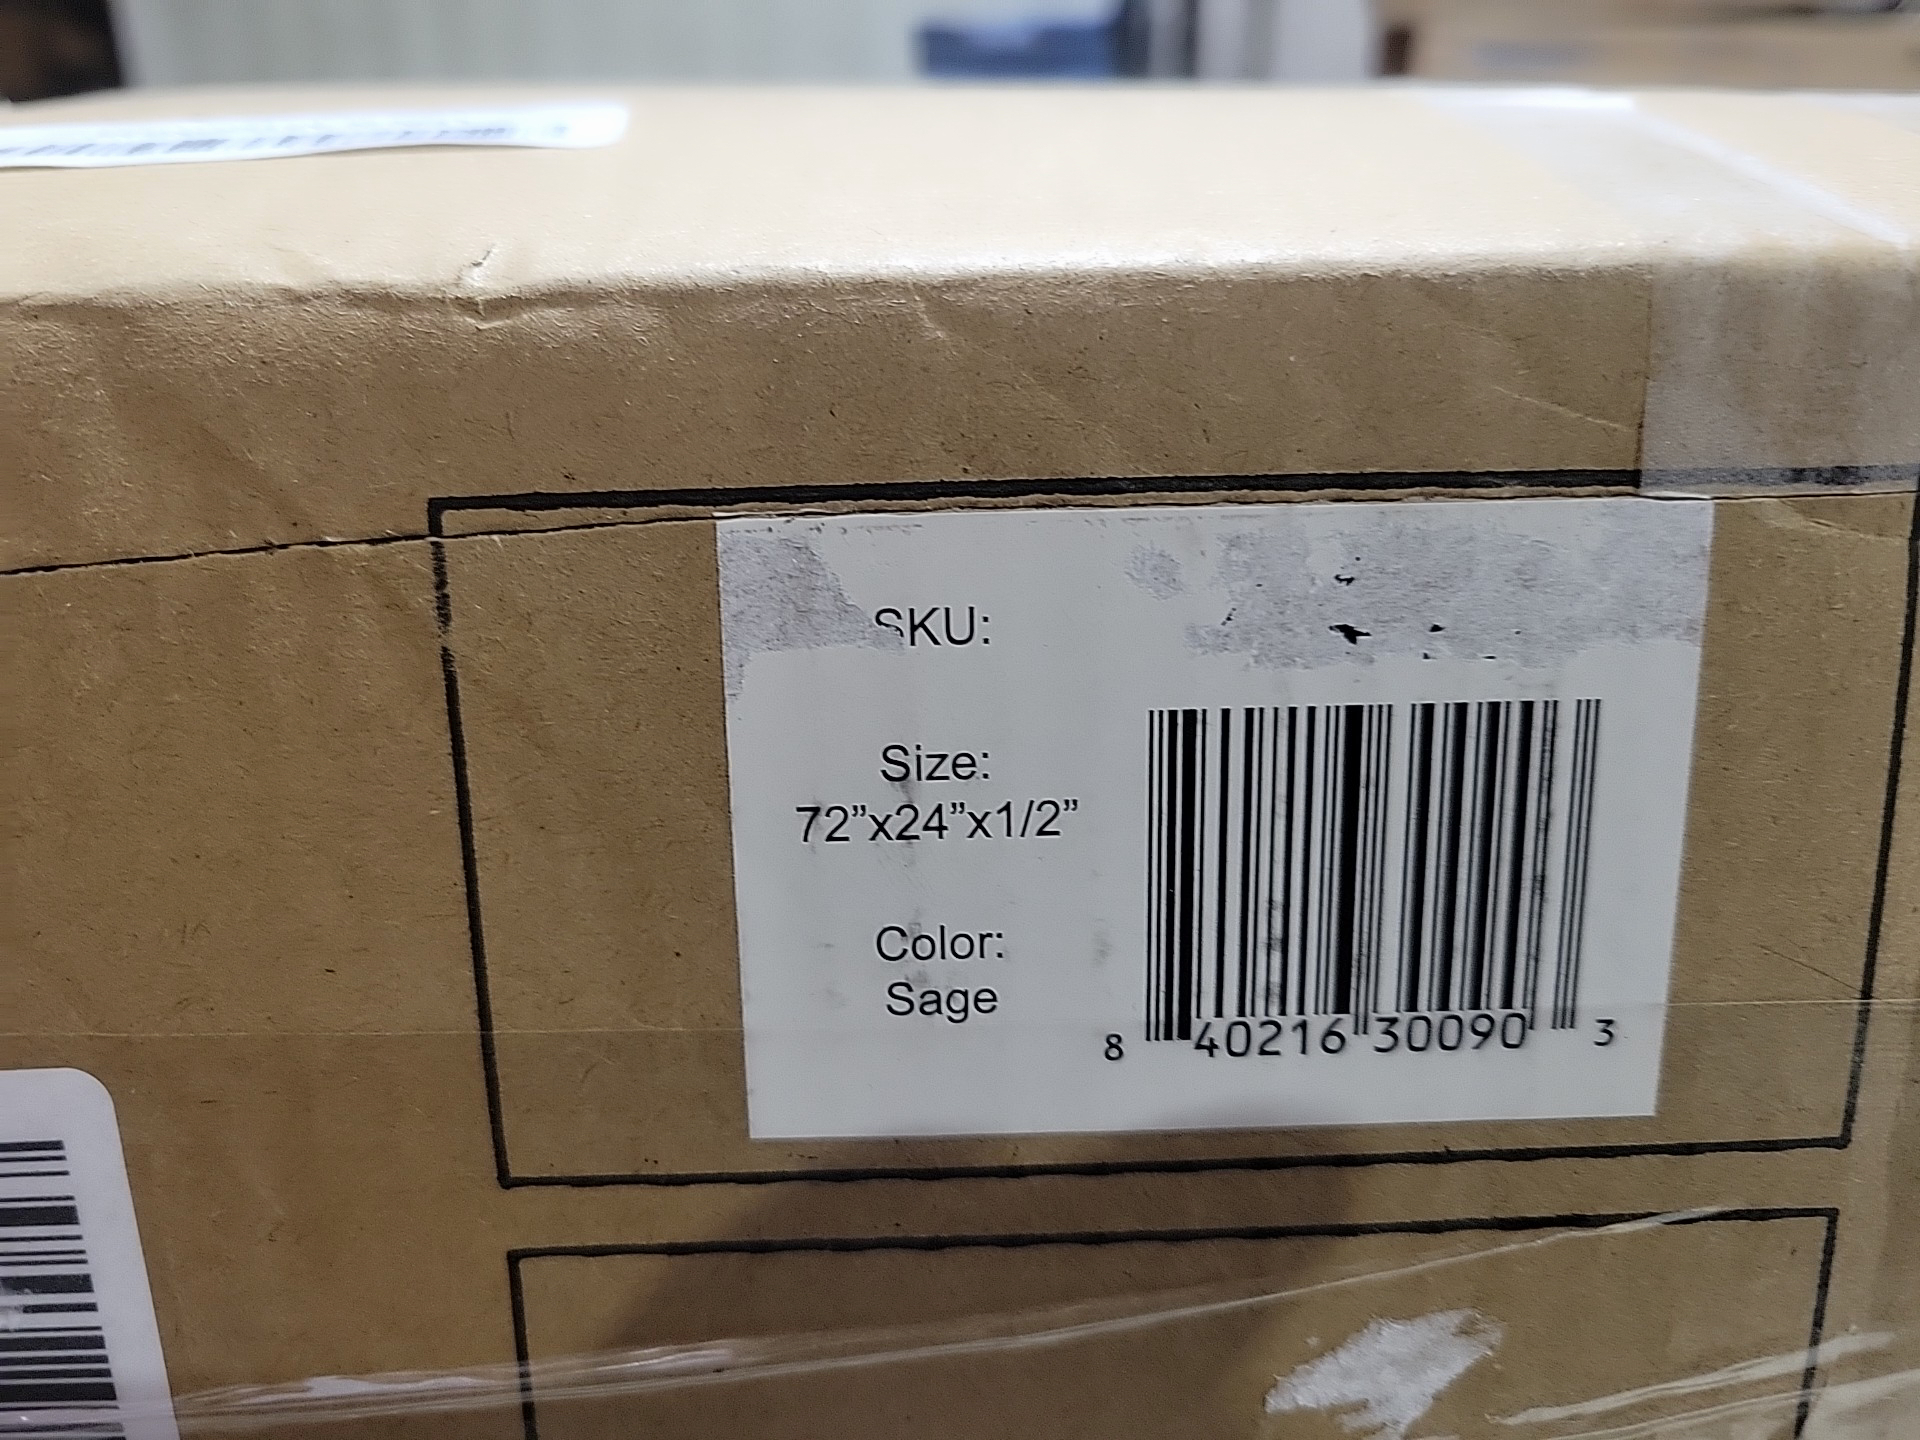 SKU:
Size:
72”x24”x1/2”
Color:
Sage
8 40216 30090 3